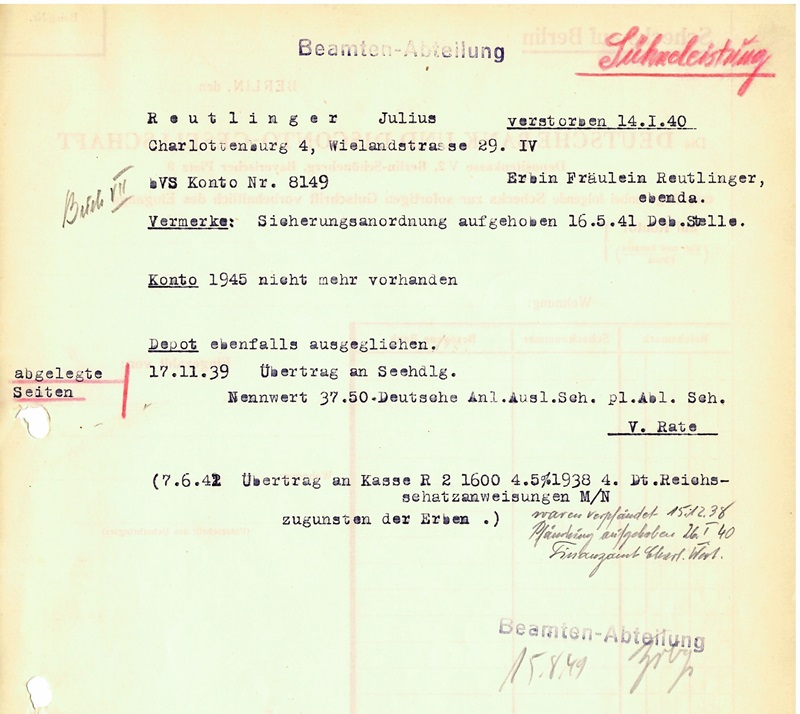 Beamten-Abteilung
Sühneleistung
Reutlinger Julius verstorben 14.I.40
Charlottenburg 4, Wielandstrasse 29. IV
bVS Konto Nr. 8149 Erbin Fräulein Reutlinger,
ebenda.
VII
Vermerke: Sicherungsanordnung aufgehoben 16.5.41 Dev.Stelle.
Konto 1945 nicht mehr vorhanden
Depot ebenfalls ausgeglichen.
abgelegte
Seiten
17.11.39 Übertrag an Seehdlg.
Nennwert 37.50.Deutsche Anl.Ausl.Sch. pl.Abl. Sch.
V. Rate
(7.6.42 Übertrag an Kasse R 2 1600 4.5% 1938 4. Dt.Reichs-
schatzanweisungen M/N
zugunsten der Erben .)
waren verpfändet 15.12.38
Pfändung aufgehoben 26.I 40
Finanzamt Charl. West.
Beamten-Abteilung
15.8.49